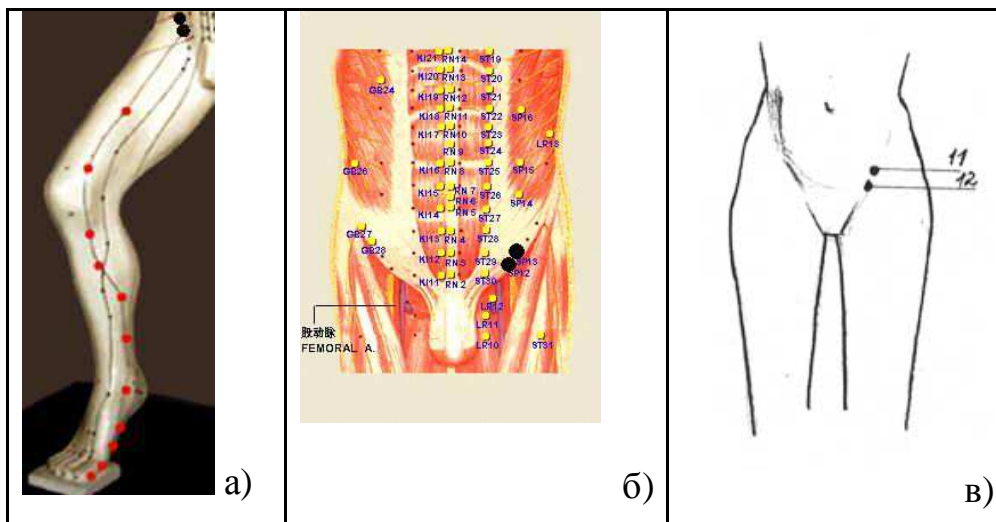 KI21 RN14 ST19
KI20 RN13 ST20
GB24
KI19 RN12 ST21
KI18 RN11 ST22 SP16
KI17 RN10 ST23
LR13
RN 9 ST24
GB26 KI16 RN 8 ST25 SP15
KI15 RN 7 ST26
RN 6 SP14
KI14 RN 5 ST27
GB27 KI13 RN 4 ST28
GB28
KI12 RN 3 ST29 SP13
SP12
KI11 RN 2 ST30
LR12
股动脉 LR11
FEMORAL A. LR10 ST31
11
12
а)
б)
в)